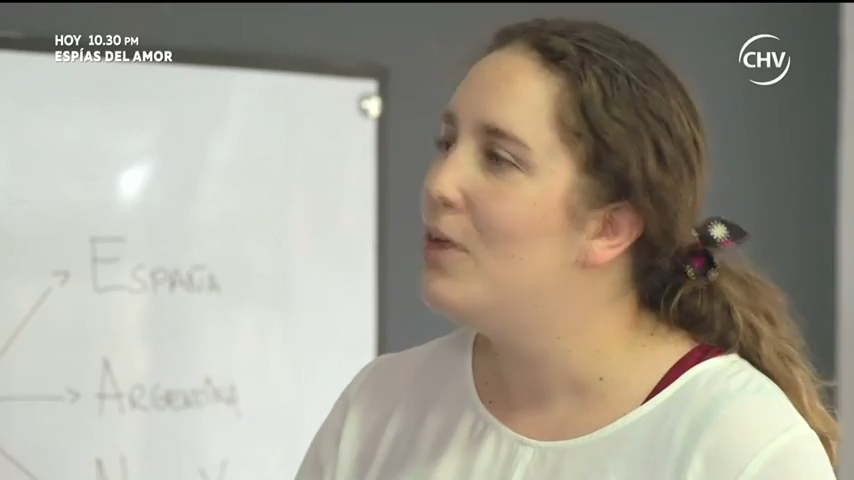 HOY 10.30 PM
ESPÍAS DEL AMOR
CHV
ESPAÑA
ARGENTINA